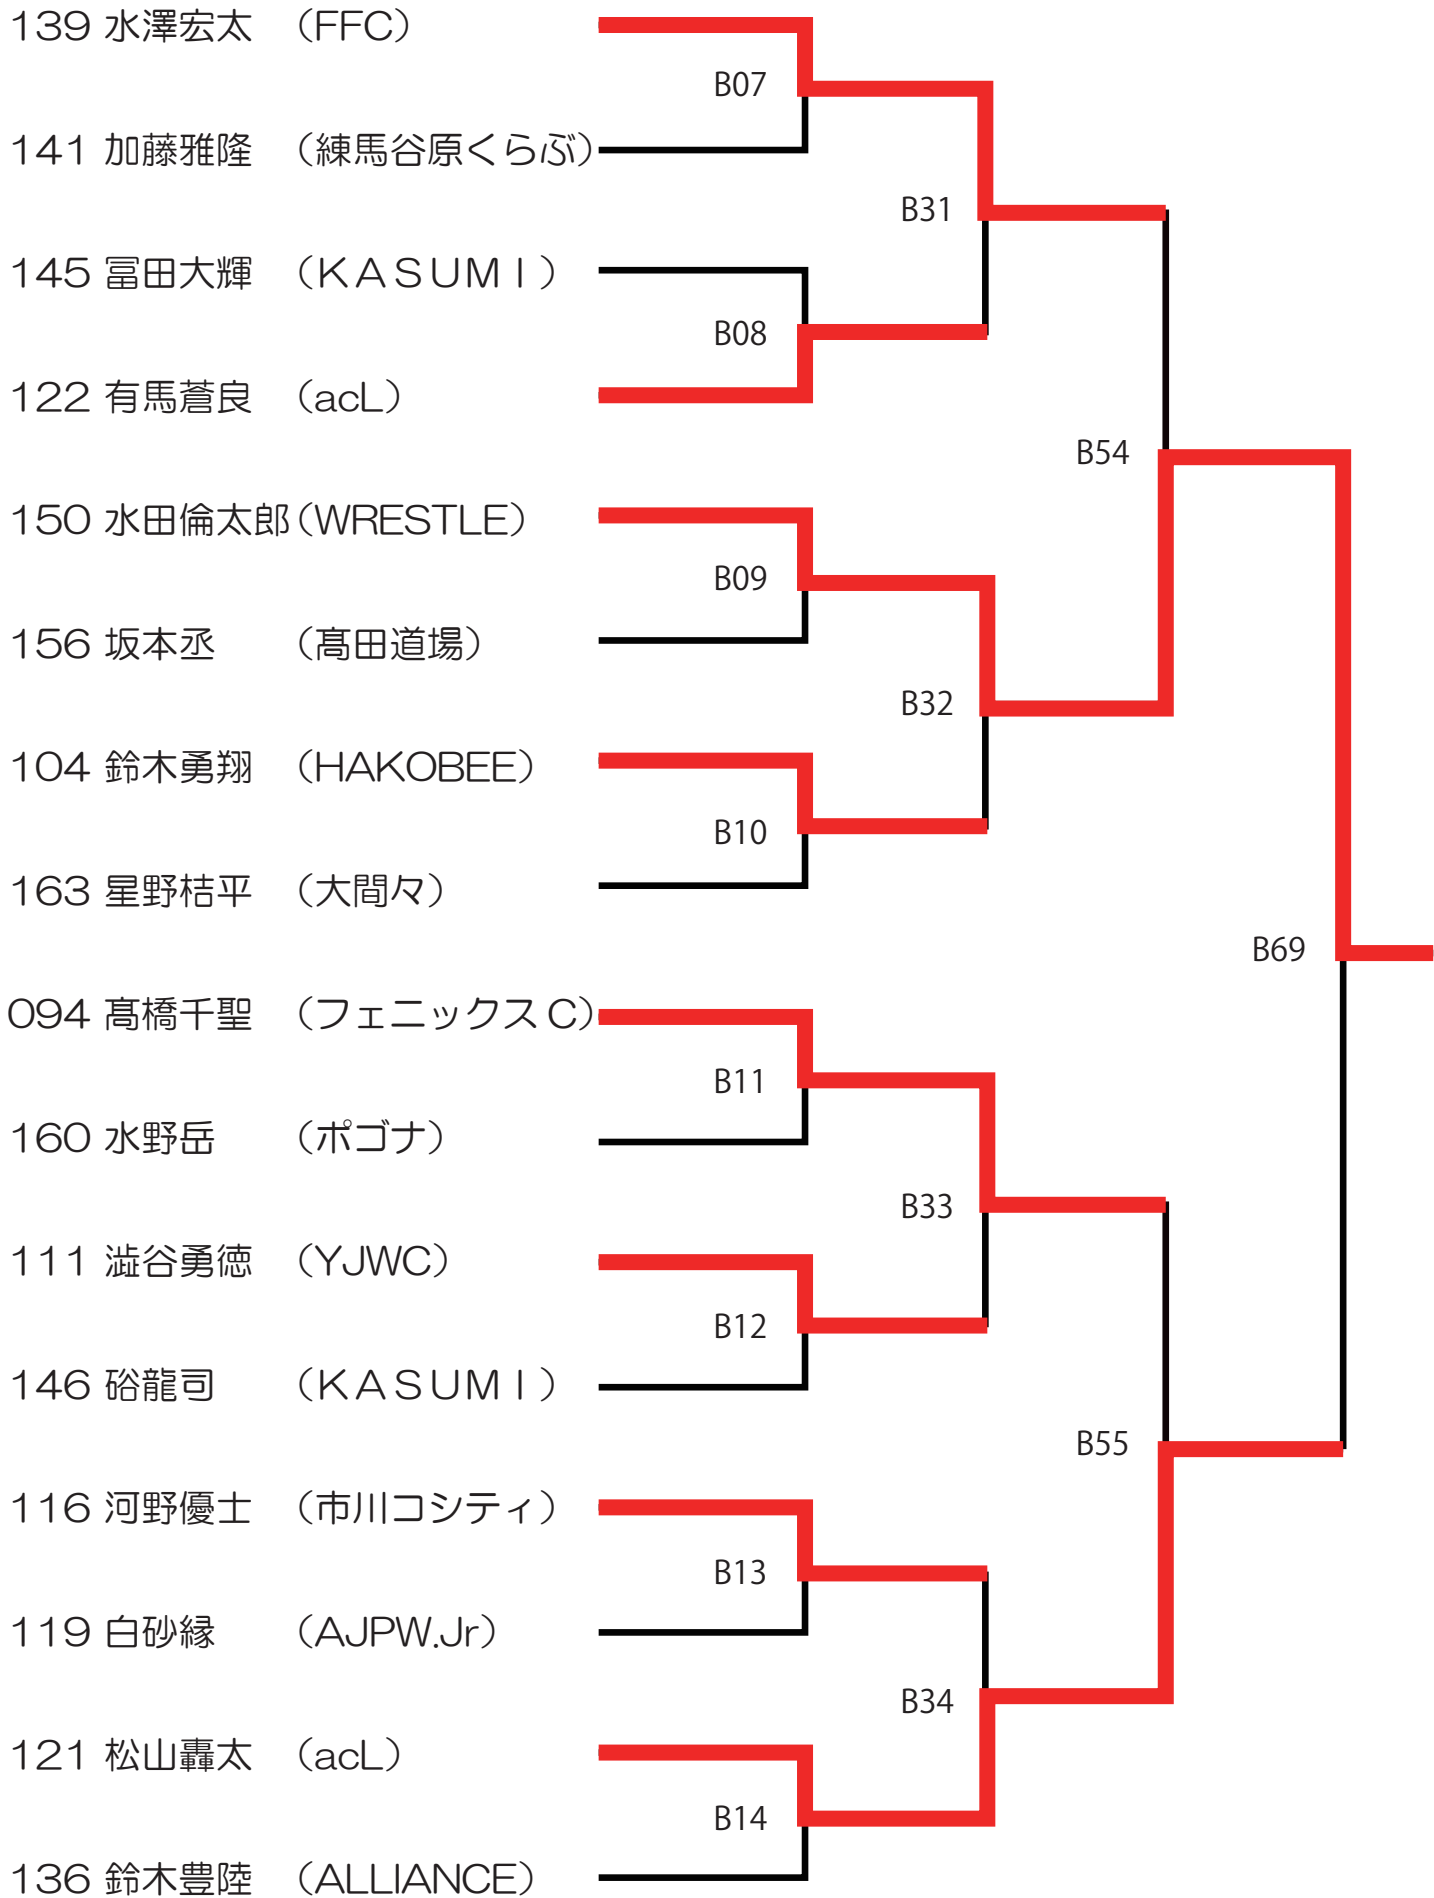 139 水澤宏太 （FFC）
B07
141 加藤雅隆 （練馬谷原くらぶ）
B31
145 冨田大輝 （ＫＡＳＵＭＩ）
B08
122 有馬蒼良 （acL）
B54
150 水田倫太郎（WRESTLE）
B09
156 坂本丞 （髙田道場）
B32
104 鈴木勇翔 （HAKOBEE）
B10
163 星野桔平 （大間々）
B69
094 髙橋千聖 （フェニックスＣ）
B11
160 水野岳 （ポゴナ）
B33
111 澁谷勇徳 （YJWC）
B12
146 硲龍司 （ＫＡＳＵＭＩ）
B55
116 河野優士 （市川コシティ）
B13
119 白砂縁 （AJPW.Jr）
B34
121 松山轟太 （acL）
B14
136 鈴木豊陸 （ALLIANCE）